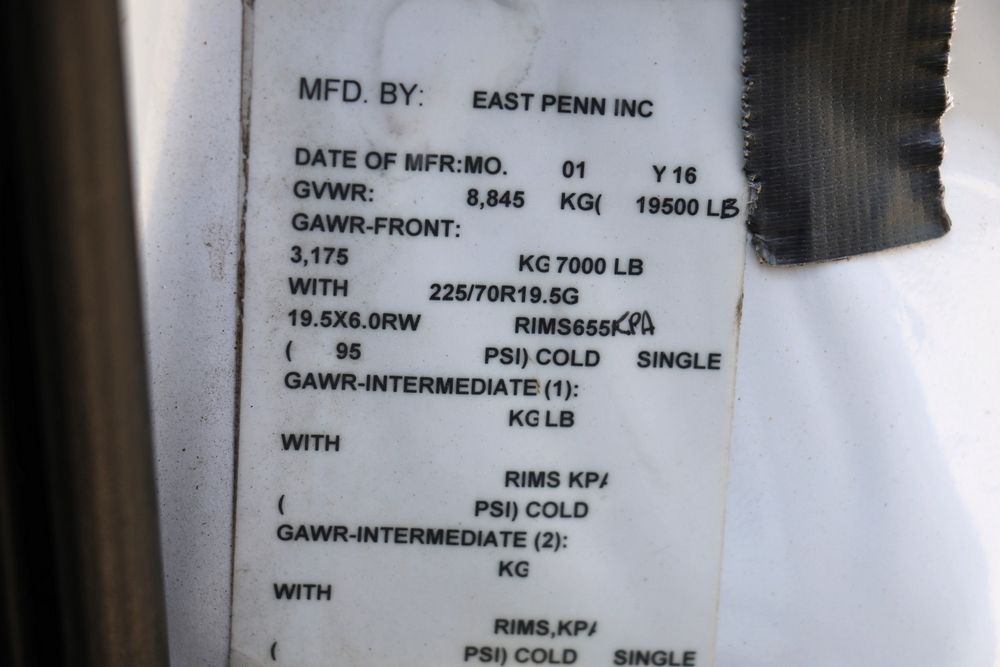 MFD. BY: EAST PENN INC
DATE OF MFR:MO. 01 Y 16
GVWR: 8,845 KG( 19500 LB
GAWR-FRONT:
3,175 KG 7000 LB
WITH 225/70R19.5G
19.5X6.0RW RIMS655KPA
( 95 PSI) COLD SINGLE
GAWR-INTERMEDIATE (1):
KG LB
WITH
RIMS KPA
( PSI) COLD
GAWR-INTERMEDIATE (2):
KG
WITH
RIMS,KPA
( PSI) COLD SINGLE